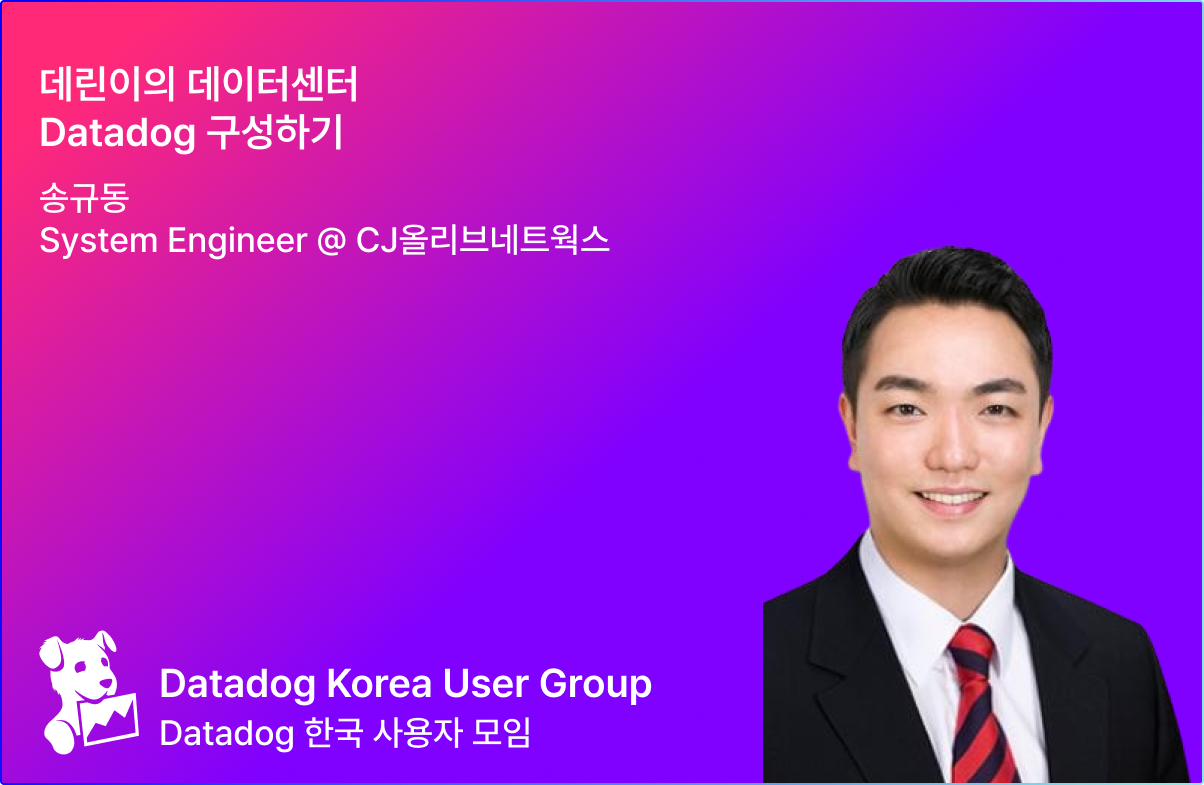 데린이의 데이터센터
Datadog 구성하기
송규동
System Engineer @ CJ올리브네트웍스
Datadog Korea User Group
Datadog 한국 사용자 모임